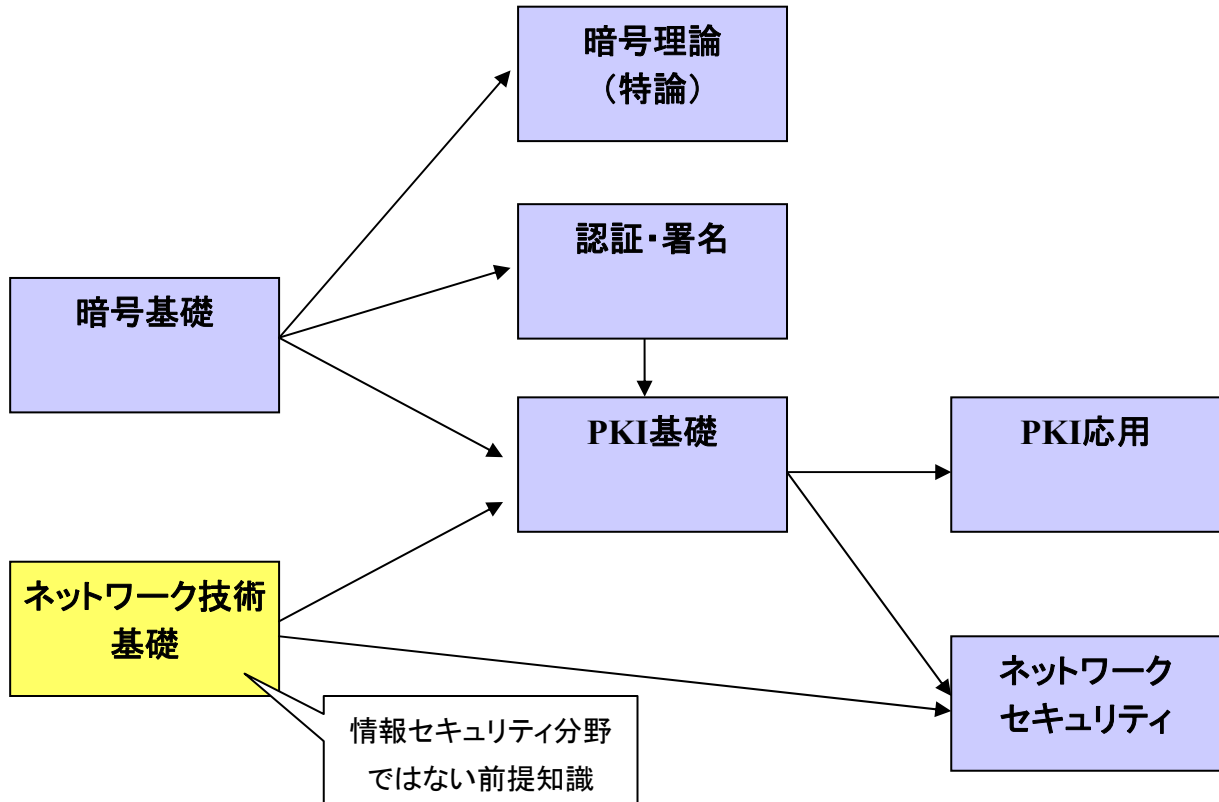 暗号理論
（特論）
認証・署名
暗号基礎
PKI基礎
PKI応用
ネットワーク技術
基礎
ネットワーク
セキュリティ
情報セキュリティ分野
ではない前提知識